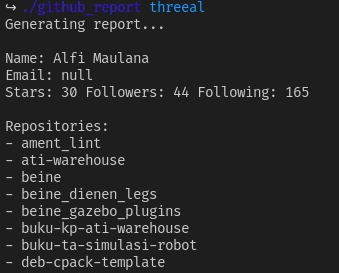 ↪ ./github_report threeal
Generating report...
Name: Alfi Maulana
Email: null
Stars: 30 Followers: 44 Following: 165
Repositories:
- ament_lint
- ati-warehouse
- beine
- beine_dienen_legs
- beine_gazebo_plugins
- buku-kp-ati-warehouse
- buku-ta-simulasi-robot
- deb-cpack-template